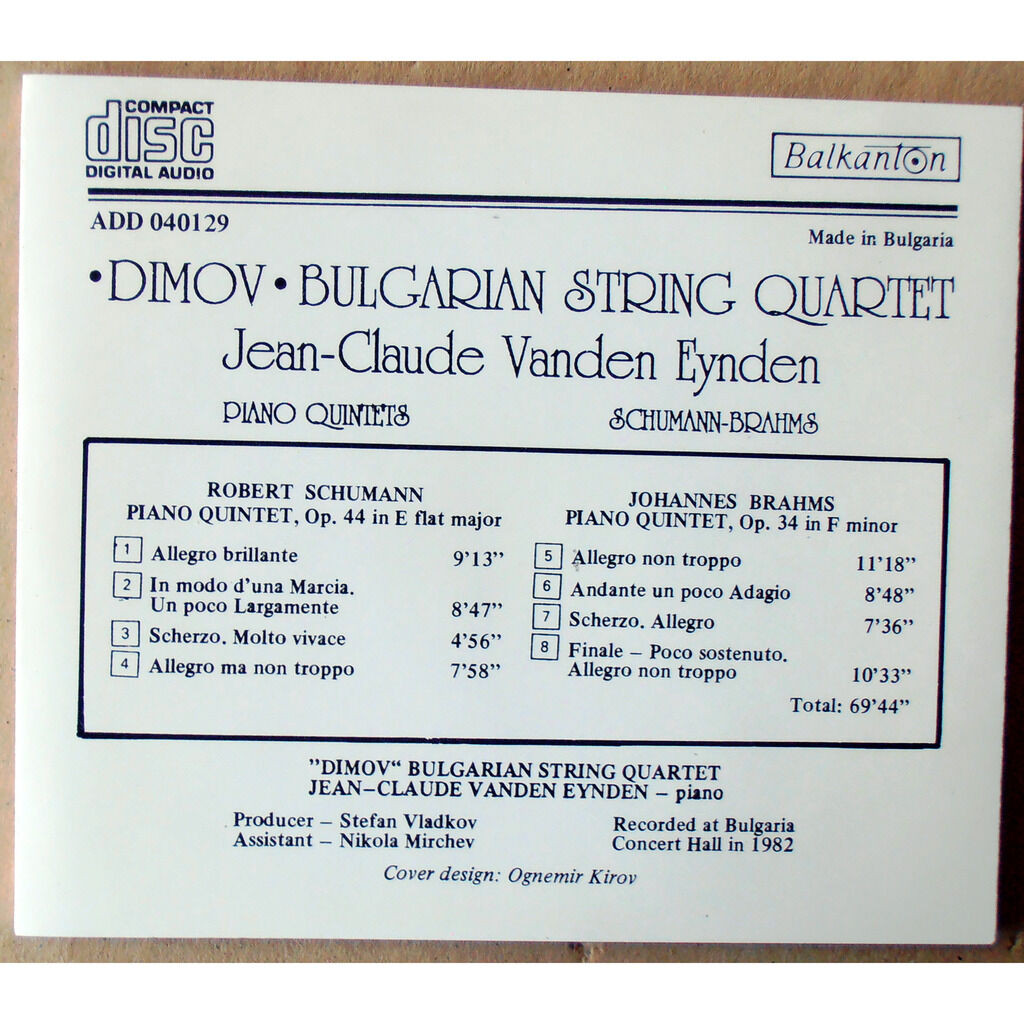 COMPACT
disc
DIGITAL AUDIO
Balkanton
ADD 040129
Made in Bulgaria
•DIMOV•BULGARIAN STRING QUARTET
Jean-Claude Vanden Eynden
PIANO QUINTETS
SCHUMANN-BRAHMS
ROBERT SCHUMANN
PIANO QUINTET, Op. 44 in E flat major
1 Allegro brillante 9'13”
2 In modo d'una Marcia.
Un poco Largamente 8'47”
3 Scherzo. Molto vivace 4'56”
4 Allegro ma non troppo 7'58”
JOHANNES BRAHMS
PIANO QUINTET, Op. 34 in F minor
5 Allegro non troppo 11'18”
6 Andante un poco Adagio 8'48”
7 Scherzo. Allegro 7'36”
8 Finale – Poco sostenuto.
Allegro non troppo 10'33”
Total: 69'44”
”DIMOV“ BULGARIAN STRING QUARTET
JEAN–CLAUDE VANDEN EYNDEN – piano
Producer – Stefan Vladkov
Assistant – Nikola Mirchev
Recorded at Bulgaria
Concert Hall in 1982
Cover design: Ognemir Kirov